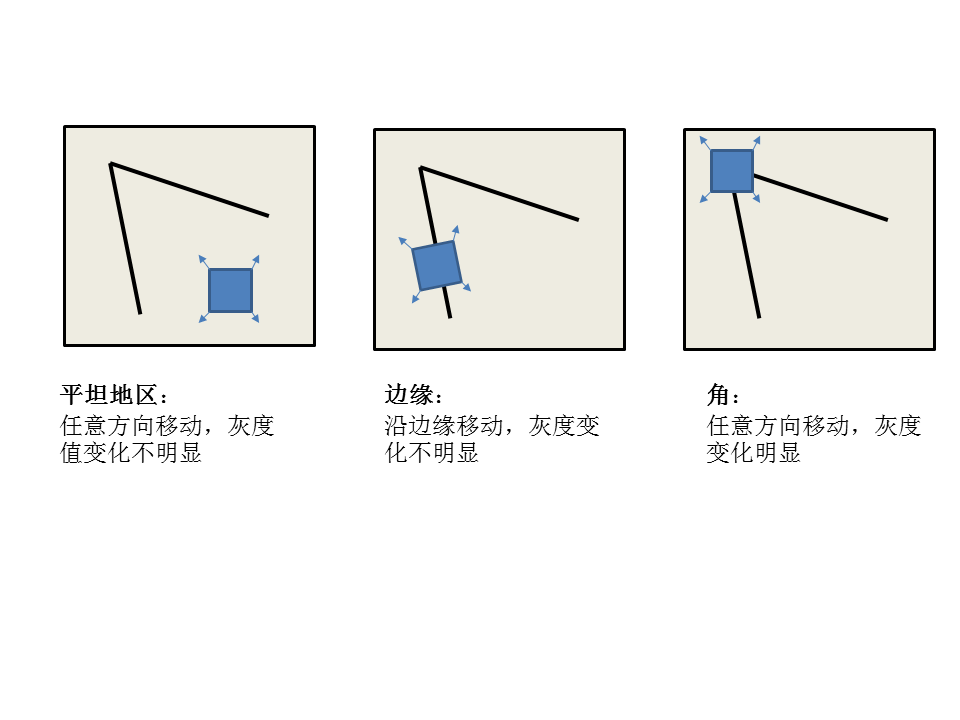 平坦地区：
任意方向移动，灰度
值变化不明显
边缘：
沿边缘移动，灰度变
化不明显
角：
任意方向移动，灰度
变化明显